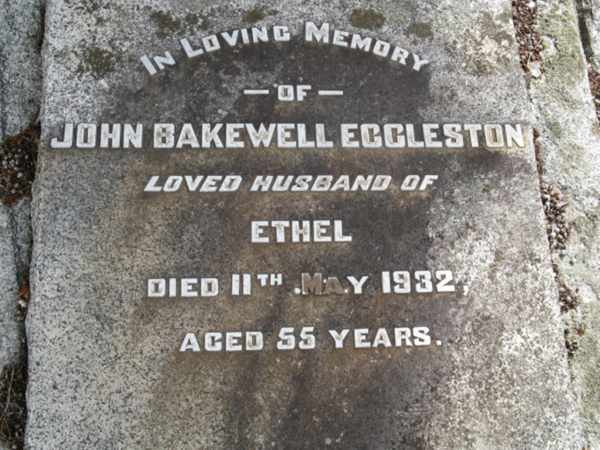 IN LOVING MEMORY
— OF —
JOHN BAKEWELL ECCLESTON
LOVED HUSBAND OF
ETHEL
DIED 11TH MAY 1932,
AGED 55 YEARS.